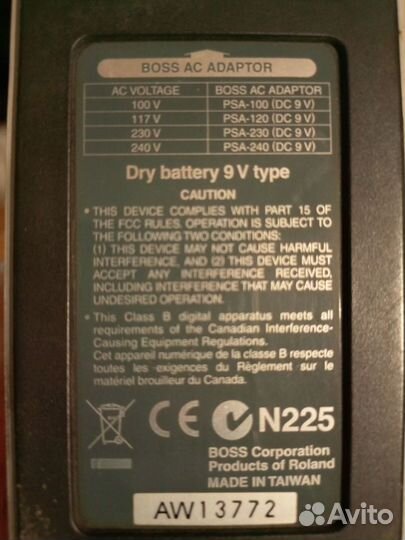 BOSS AC ADAPTOR
AC VOLTAGE BOSS AC ADAPTOR
100 V PSA-100 (DC 9 V)
117 V PSA-120 (DC 9 V)
230 V PSA-230 (DC 9 V)
240 V PSA-240 (DC 9 V)
Dry battery 9 V type
CAUTION
• THIS DEVICE COMPLIES WITH PART 15 OF
THE FCC RULES. OPERATION IS SUBJECT TO
THE FOLLOWING TWO CONDITIONS:
(1) THIS DEVICE MAY NOT CAUSE HARMFUL
INTERFERENCE, AND (2) THIS DEVICE MUST
ACCEPT ANY INTERFERENCE RECEIVED,
INCLUDING INTERFERENCE THAT MAY CAUSE
UNDESIRED OPERATION.
• This Class B digital apparatus meets all
requirements of the Canadian Interference-
Causing Equipment Regulations.
Cet appareil numérique de la classe B respecte
toutes les exigences du Règlement sur le
matériel brouilleur du Canada.
CE N225
BOSS Corporation
Products of Roland
MADE IN TAIWAN
AW13772
Avito